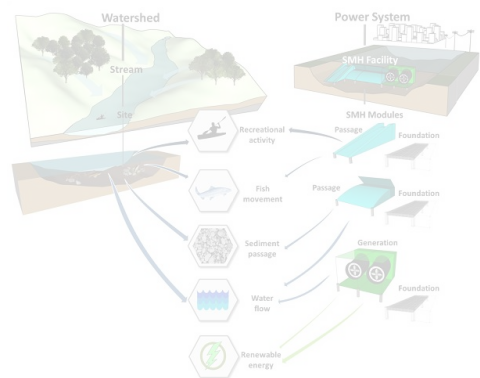 Watershed
Power System
Stream
SMH Facility
Site
SMH Modules
Recreational
activity
Passage
Foundation
Fish
movement
Passage
Foundation
Sediment
passage
Generation
Water
flow
Foundation
Renewable
energy